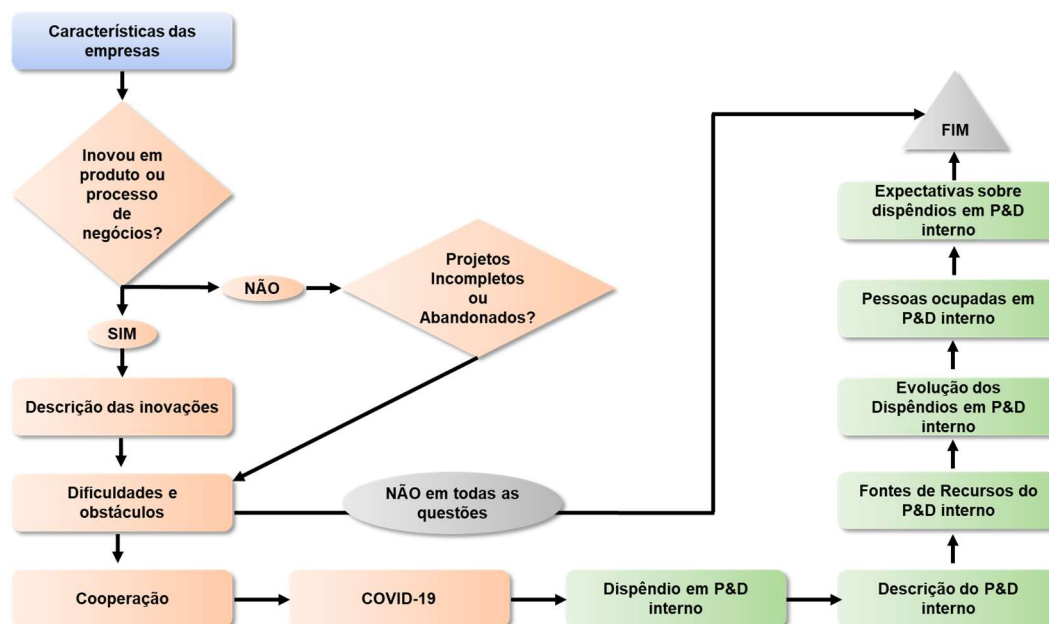 Características das
empresas
Inovou em
produto ou
processo
de
negócios?
NÃO
Projetos
Incompletos
ou
Abandonados?
SIM
Descrição das inovações
Dificuldades e
obstáculos
NÃO em todas as
questões
Cooperação
COVID-19
Dispêndio em P&D
interno
Descrição do P&D
interno
Fontes de Recursos do
P&D interno
Evolução dos
Dispêndios em P&D
interno
Pessoas ocupadas em
P&D interno
Expectativas sobre
dispêndios em P&D
interno
FIM